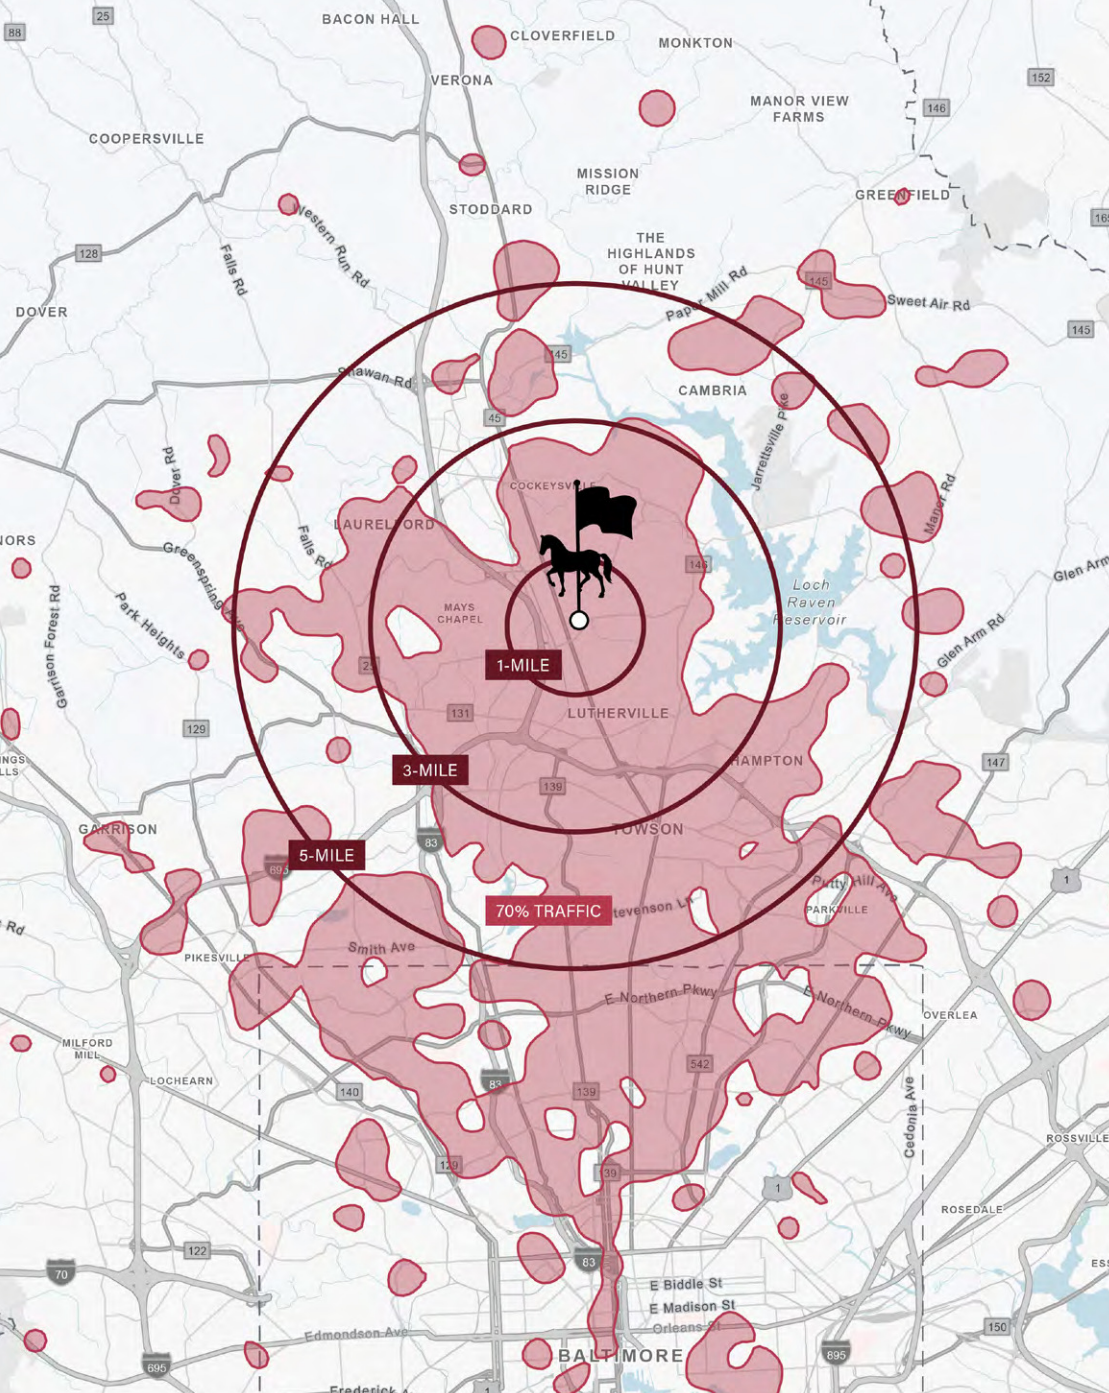 25
BACON HALL
88
CLOVERFIELD
MONKTON
152
VERONA
MANOR VIEW
FARMS
146
COOPERSVILLE
MISSION
RIDGE
GREENFIELD
165
STODDARD
Western Run Rd
128
Falls Rd
THE
HIGHLANDS
OF HUNT
VALLEY
Paper Mill Rd
145
Sweet Air Rd
DOVER
145
145
Shawan Rd
CAMBRIA
45
Jarrettsville Pike
Dover Rd
COCKEYSVILLE
Manor Rd
LAURELFORD
Falls Rd
Greenspring Ave
146
Glen Arm
Loch
Raven
Reservoir
Garrison Forest Rd
Park Heights
MAYS
CHAPEL
Glen Arm Rd
1-MILE
131
LUTHERVILLE
129
HAMPTON
147
3-MILE
139
GARRISON
TOWSON
83
5-MILE
695
1
Putty Hill Ave
70% TRAFFIC
Stevenson Ln
PARKVILLE
Rd
Smith Ave
PIKESVILLE
E Northern Pkwy
E Northern Pkwy
OVERLEA
MILFORD
MILL
LOCHEARN
83
542
140
139
Cedonia Ave
ROSSVILLE
129
139
1
ROSEDALE
122
83
70
E Biddle St
E Madison St
Orleans St
Edmondson Ave
150
BALTIMORE
695
895
Frederick A
1